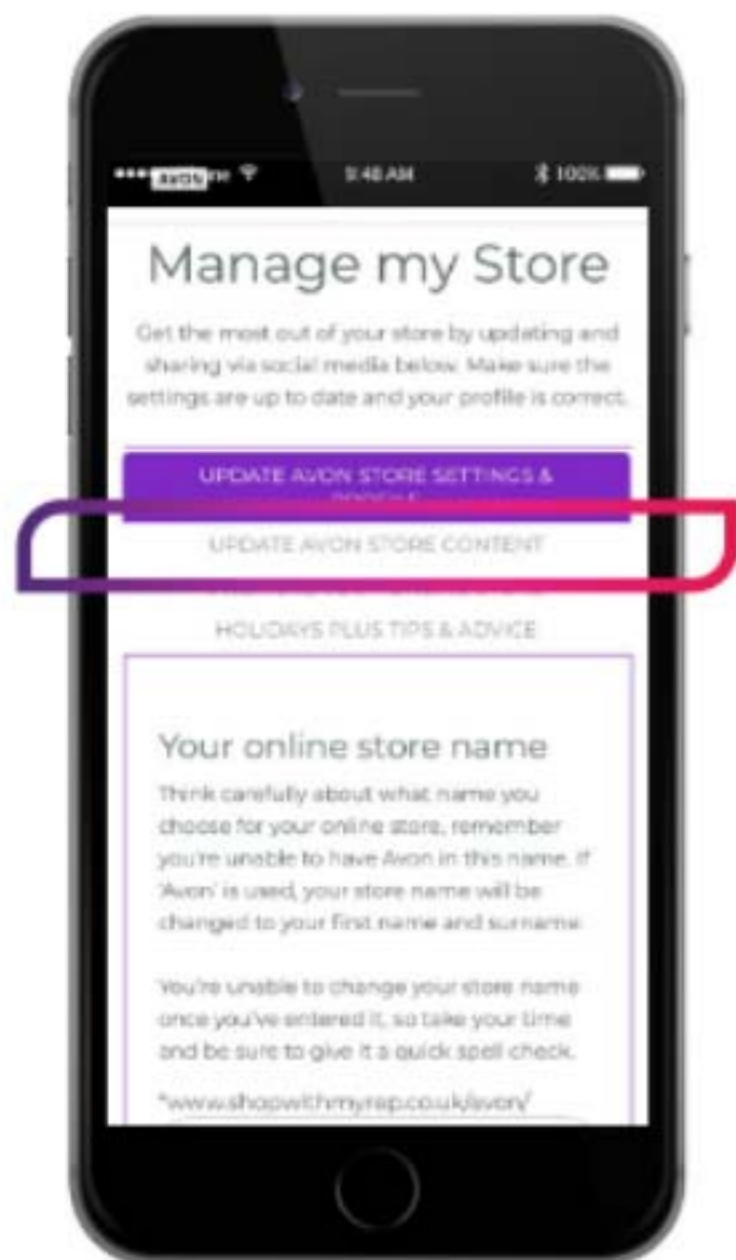 AVON ne 9:48 AM 100%
Manage my Store
Get the most out of your store by updating and
sharing via social media below. Make sure the
settings are up to date and your profile is correct.
UPDATE AVON STORE SETTINGS &
PROFILE
UPDATE AVON STORE CONTENT
HOLIDAYS PLUS TIPS & ADVICE
Your online store name
Think carefully about what name you
choose for your online store, remember
you're unable to have Avon in this name. If
'Avon' is used, your store name will be
changed to your first name and surname
You're unable to change your store name
once you've entered it, so take your time
and be sure to give it a quick spell check.
*www.shopwithmyrep.co.uk/avon/